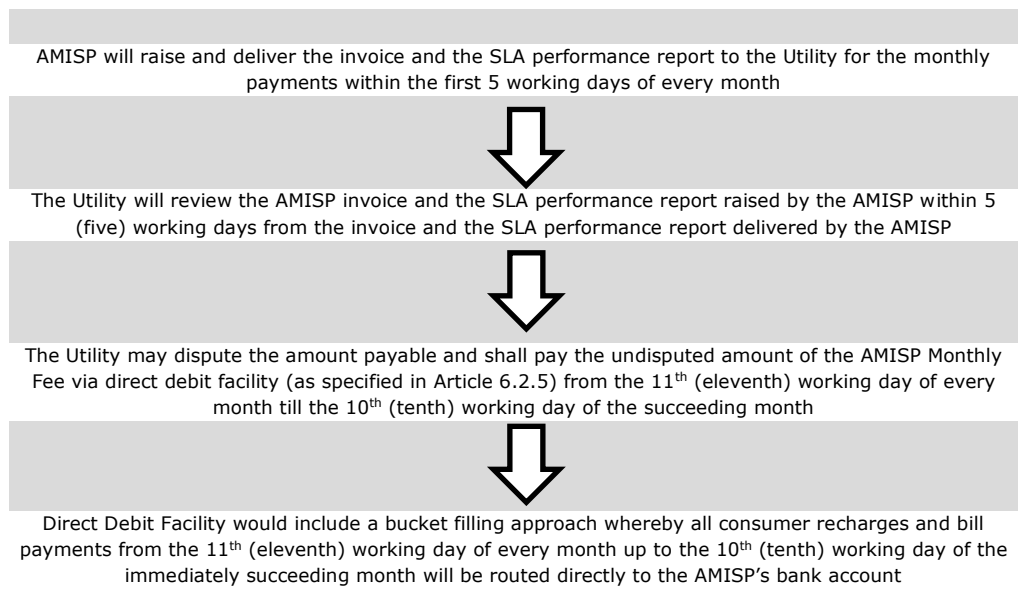 AMISP will raise and deliver the invoice and the SLA performance report to the Utility for the monthly
payments within the first 5 working days of every month
The Utility will review the AMISP invoice and the SLA performance report raised by the AMISP within 5
(five) working days from the invoice and the SLA performance report delivered by the AMISP
The Utility may dispute the amount payable and shall pay the undisputed amount of the AMISP Monthly
Fee via direct debit facility (as specified in Article 6.2.5) from the 11th (eleventh) working day of every
month till the 10th (tenth) working day of the succeeding month
Direct Debit Facility would include a bucket filling approach whereby all consumer recharges and bill
payments from the 11th (eleventh) working day of every month up to the 10th (tenth) working day of the
immediately succeeding month will be routed directly to the AMISP’s bank account